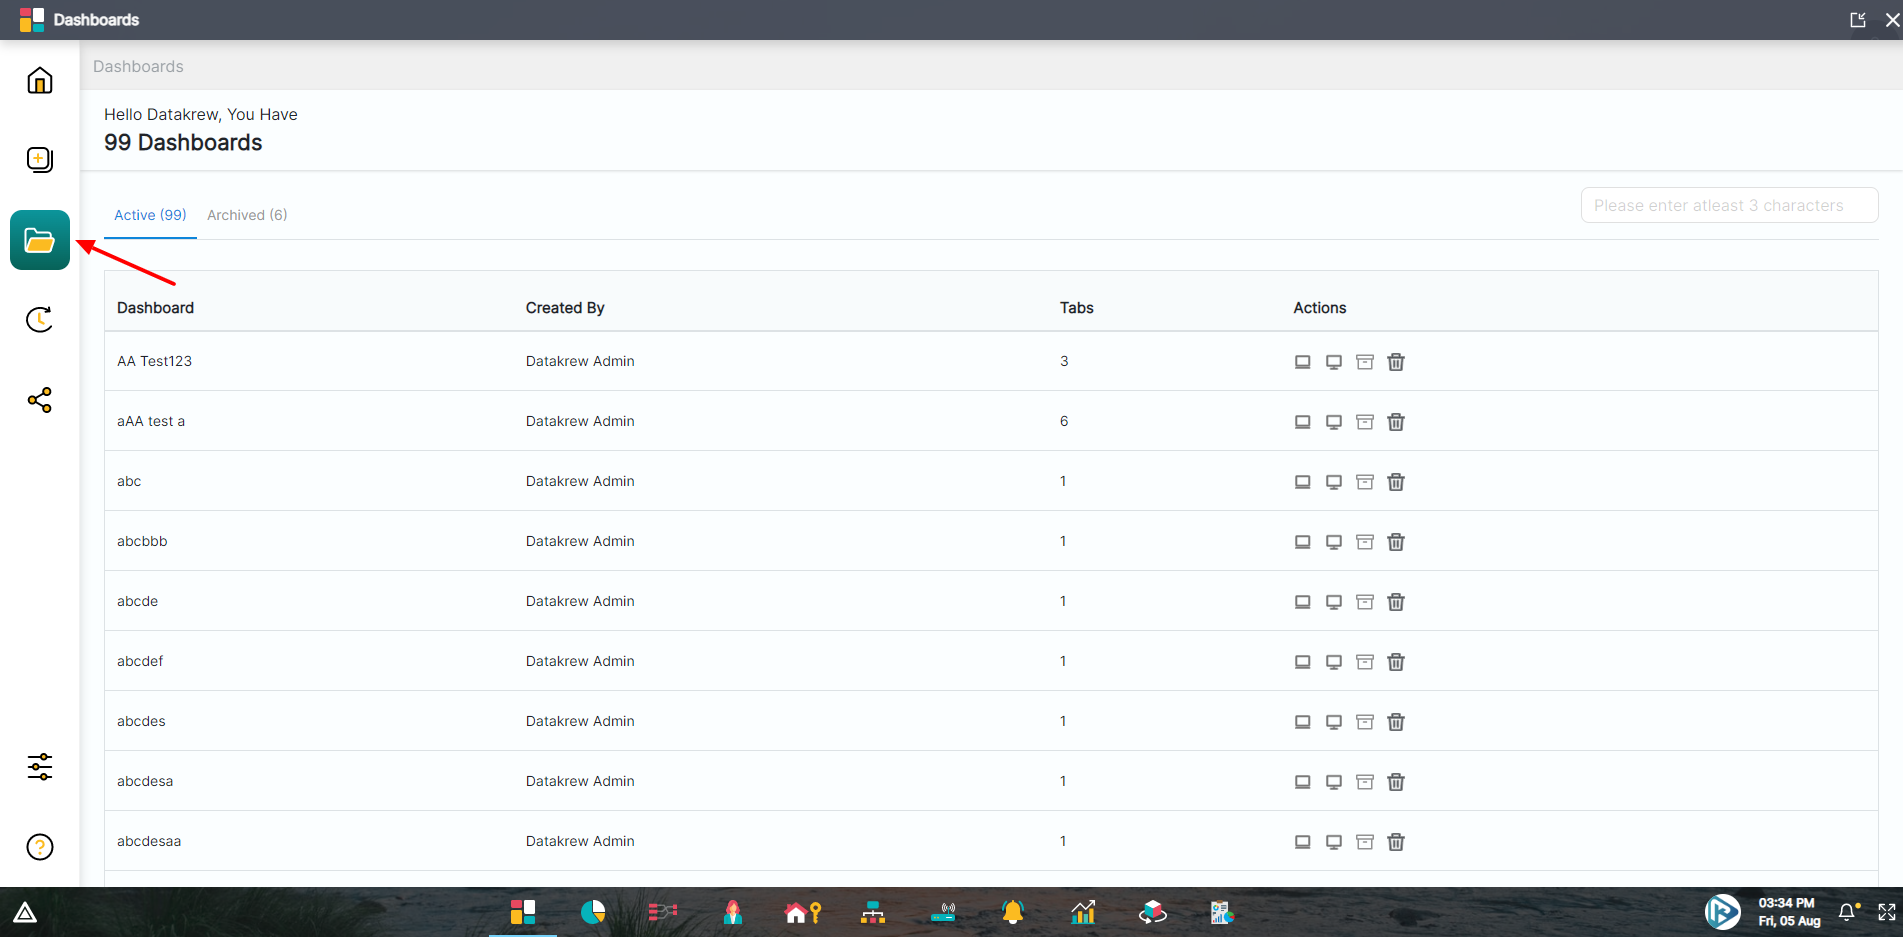 Dashboards
Dashboards
Hello Datakrew, You Have
99 Dashboards
Active (99) Archived (6)
Please enter atleast 3 characters
Dashboard Created By Tabs Actions
AA Test123 Datakrew Admin 3
aAA test a Datakrew Admin 6
abc Datakrew Admin 1
abcbbb Datakrew Admin 1
abcde Datakrew Admin 1
abcdef Datakrew Admin 1
abcdes Datakrew Admin 1
abcdesa Datakrew Admin 1
abcdesaa Datakrew Admin 1
03:34 PM
Fri, 05 Aug